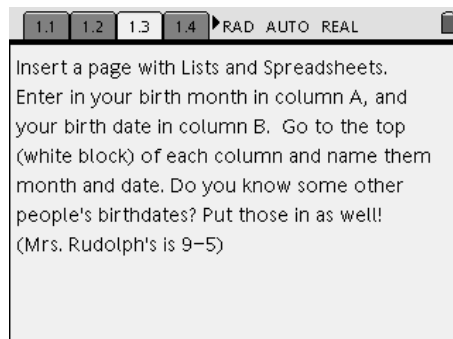 1.1 1.2 1.3 1.4 RAD AUTO REAL
Insert a page with Lists and Spreadsheets.
Enter in your birth month in column A, and
your birth date in column B. Go to the top
(white block) of each column and name them
month and date. Do you know some other
people's birthdates? Put those in as well!
(Mrs. Rudolph's is 9−5)